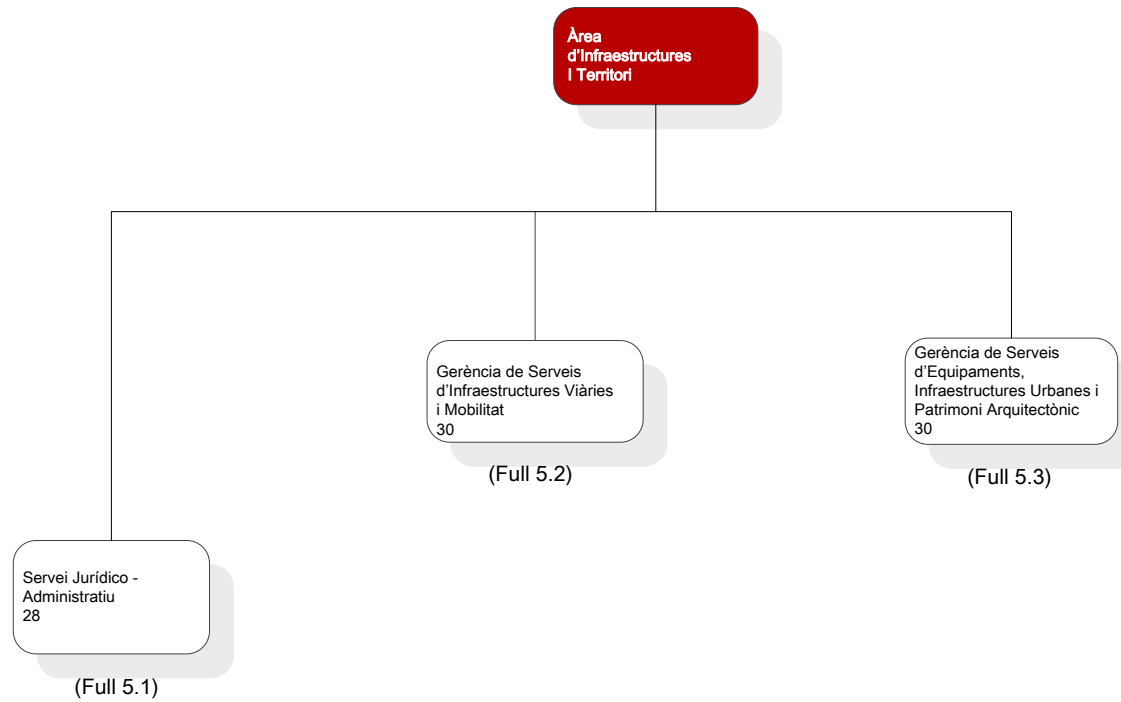 Àrea
d'Infraestructures
I Territori
Gerència de Serveis
d'Infraestructures Viàries
i Mobilitat
30
(Full 5.2)
Gerència de Serveis
d'Equipaments,
Infraestructures Urbanes i
Patrimoni Arquitectònic
30
(Full 5.3)
Servei Jurídico -
Administratiu
28
(Full 5.1)